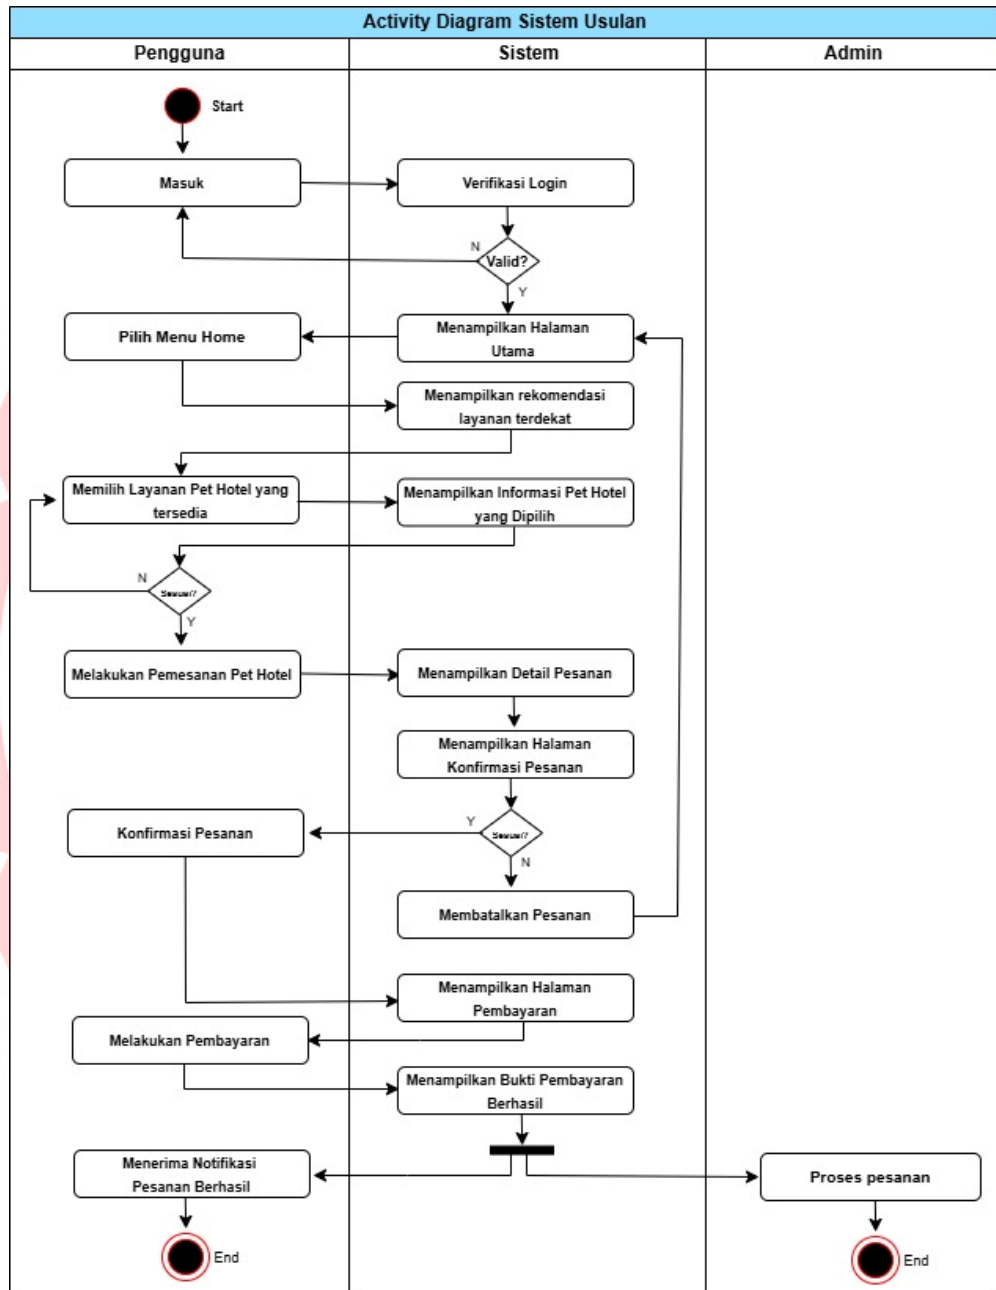 Activity Diagram Sistem Usulan
Pengguna
Sistem
Admin
Start
Masuk
Verifikasi Login
N
Valid?
Y
Pilih Menu Home
Menampilkan Halaman
Utama
Menampilkan rekomendasi
layanan terdekat
Memilih Layanan Pet Hotel yang
tersedia
Menampilkan Informasi Pet Hotel
yang Dipilih
N
Sesuai?
Y
Melakukan Pemesanan Pet Hotel
Menampilkan Detail Pesanan
Menampilkan Halaman
Konfirmasi Pesanan
Konfirmasi Pesanan
Y
Sesuai?
N
Membatalkan Pesanan
Menampilkan Halaman
Pembayaran
Melakukan Pembayaran
Menampilkan Bukti Pembayaran
Berhasil
Menerima Notifikasi
Pesanan Berhasil
Proses pesanan
End
End